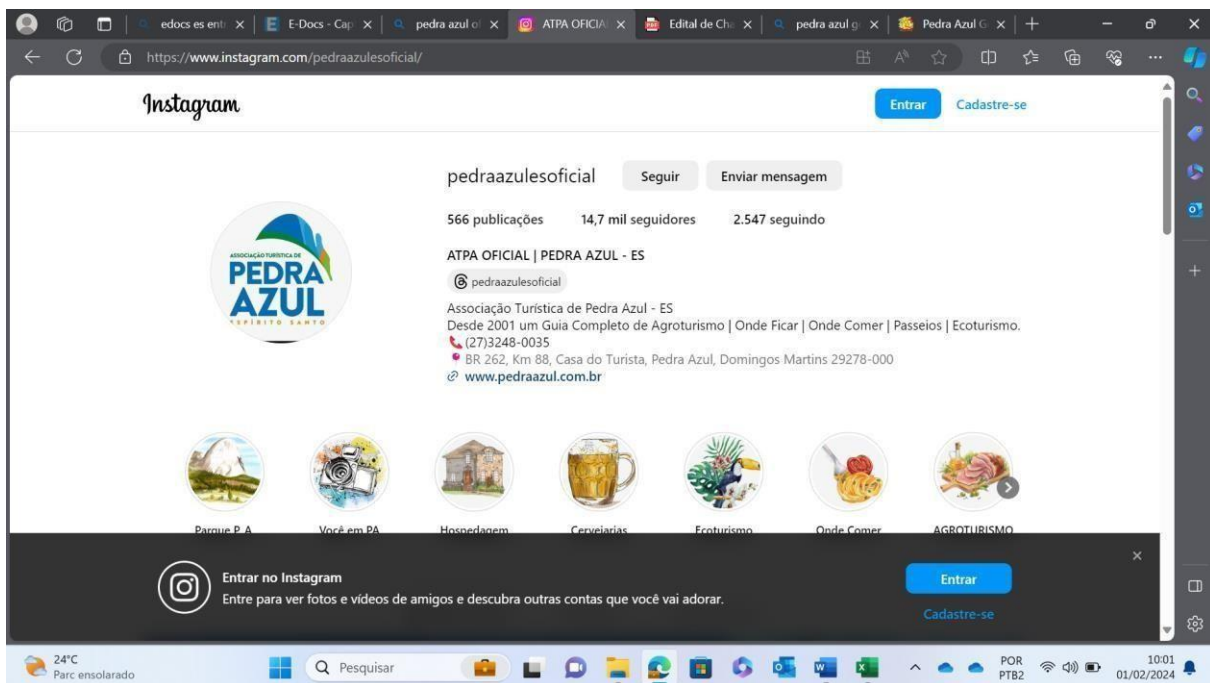 edocs es entr
E-Docs - Cap
pedra azul ol
ATPA OFICIA
Edital de Cha
pedra azul g
Pedra Azul G
https://www.instagram.com/pedraazulesoficial/
Instagram
Entrar
Cadastre-se
pedraazulesoficial
Seguir
Enviar mensagem
566 publicações 14,7 mil seguidores 2.547 seguindo
ATPA OFICIAL | PEDRA AZUL - ES
pedraazulesoficial
Associação Turística de Pedra Azul - ES
Desde 2001 um Guia Completo de Agroturismo | Onde Ficar | Onde Comer | Passeios | Ecoturismo.
(27)3248-0035
BR 262, Km 88, Casa do Turista, Pedra Azul, Domingos Martins 29278-000
www.pedraazul.com.br
ASSOCIAÇÃO TURÍSTICA DE
PEDRA
AZUL
ESPÍRITO SANTO
Parque P. A
Você em PA
Hospedagem
Cervejarias
Ecoturismo
Onde Comer
AGROTURISMO
Entrar no Instagram
Entre para ver fotos e vídeos de amigos e descubra outras contas que você vai adorar.
Entrar
Cadastre-se
24°C
Parc ensolarado
Pesquisar
POR
PTB2
10:01
01/02/2024